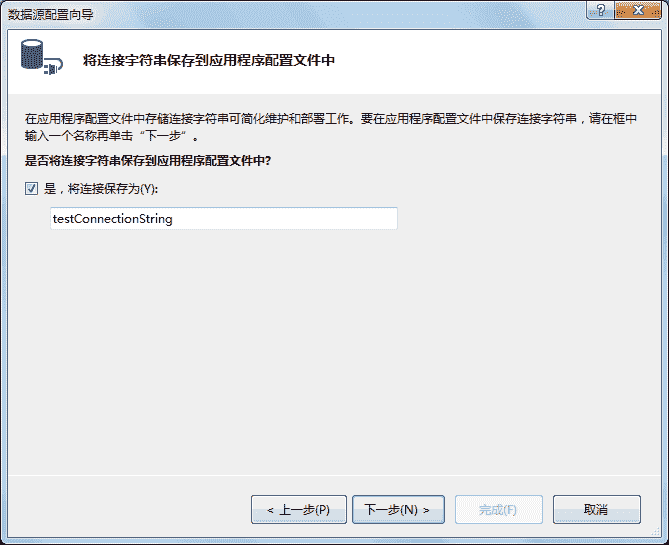 数据源配置向导
将连接字符串保存到应用程序配置文件中
在应用程序配置文件中存储连接字符串可简化维护和部署工作。要在应用程序配置文件中保存连接字符串，请在框中
输入一个名称再单击“下一步”。
是否将连接字符串保存到应用程序配置文件中?
是，将连接保存为(Y):
testConnectionString
< 上一步(P)
下一步(N) >
完成(F)
取消